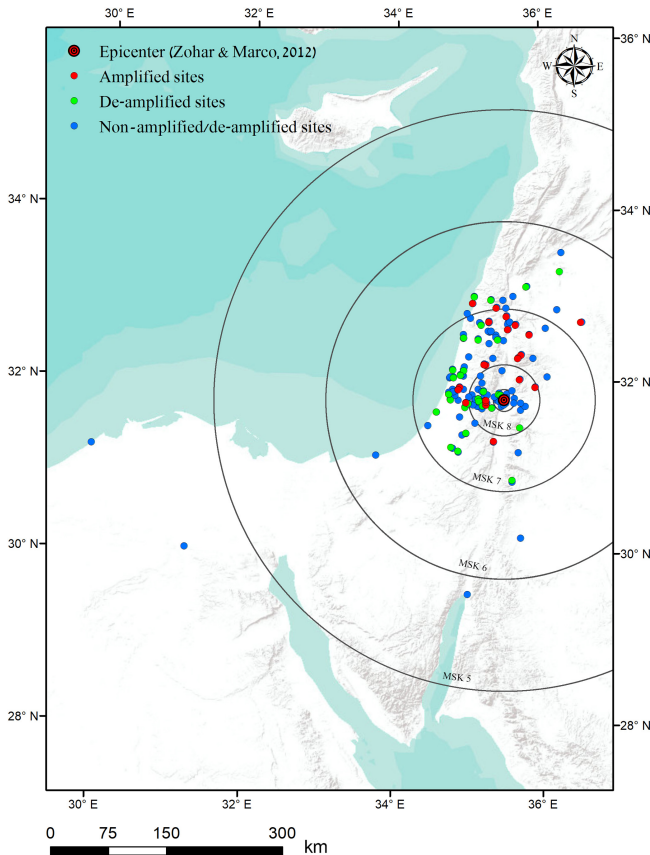 32° E
34° E
36° E
36° N
Epicenter (Zohar & Marco, 2012)
Amplified sites
De-amplified sites
Non-amplified/de-amplified sites
N
W
E
S
34° N
34° N
32° N
32° N
MSK 8
MSK 7
30° N
30° N
MSK 6
MSK 5
28° N
28° N
30° E
32° E
34° E
36° E
0
75
150
300
km